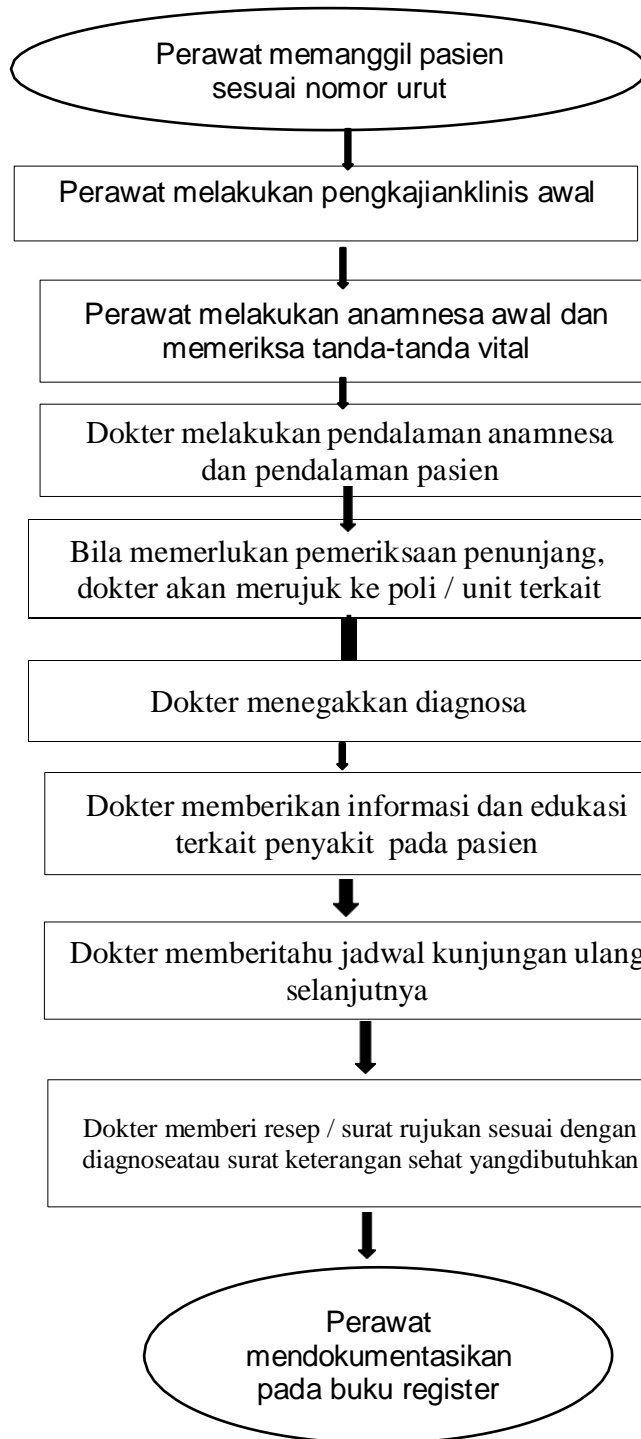 Perawat memanggil pasien
sesuai nomor urut
Perawat melakukan pengkajianklinis awal
Perawat melakukan anamnesa awal dan
memeriksa tanda-tanda vital
Dokter melakukan pendalaman anamnesa
dan pendalaman pasien
Bila memerlukan pemeriksaan penunjang,
dokter akan merujuk ke poli / unit terkait
Dokter menegakkan diagnosa
Dokter memberikan informasi dan edukasi
terkait penyakit pada pasien
Dokter memberitahu jadwal kunjungan ulang
selanjutnya
Dokter memberi resep / surat rujukan sesuai dengan
diagnoseatau surat keterangan sehat yangdibutuhkan
Perawat
mendokumentasikan
pada buku register